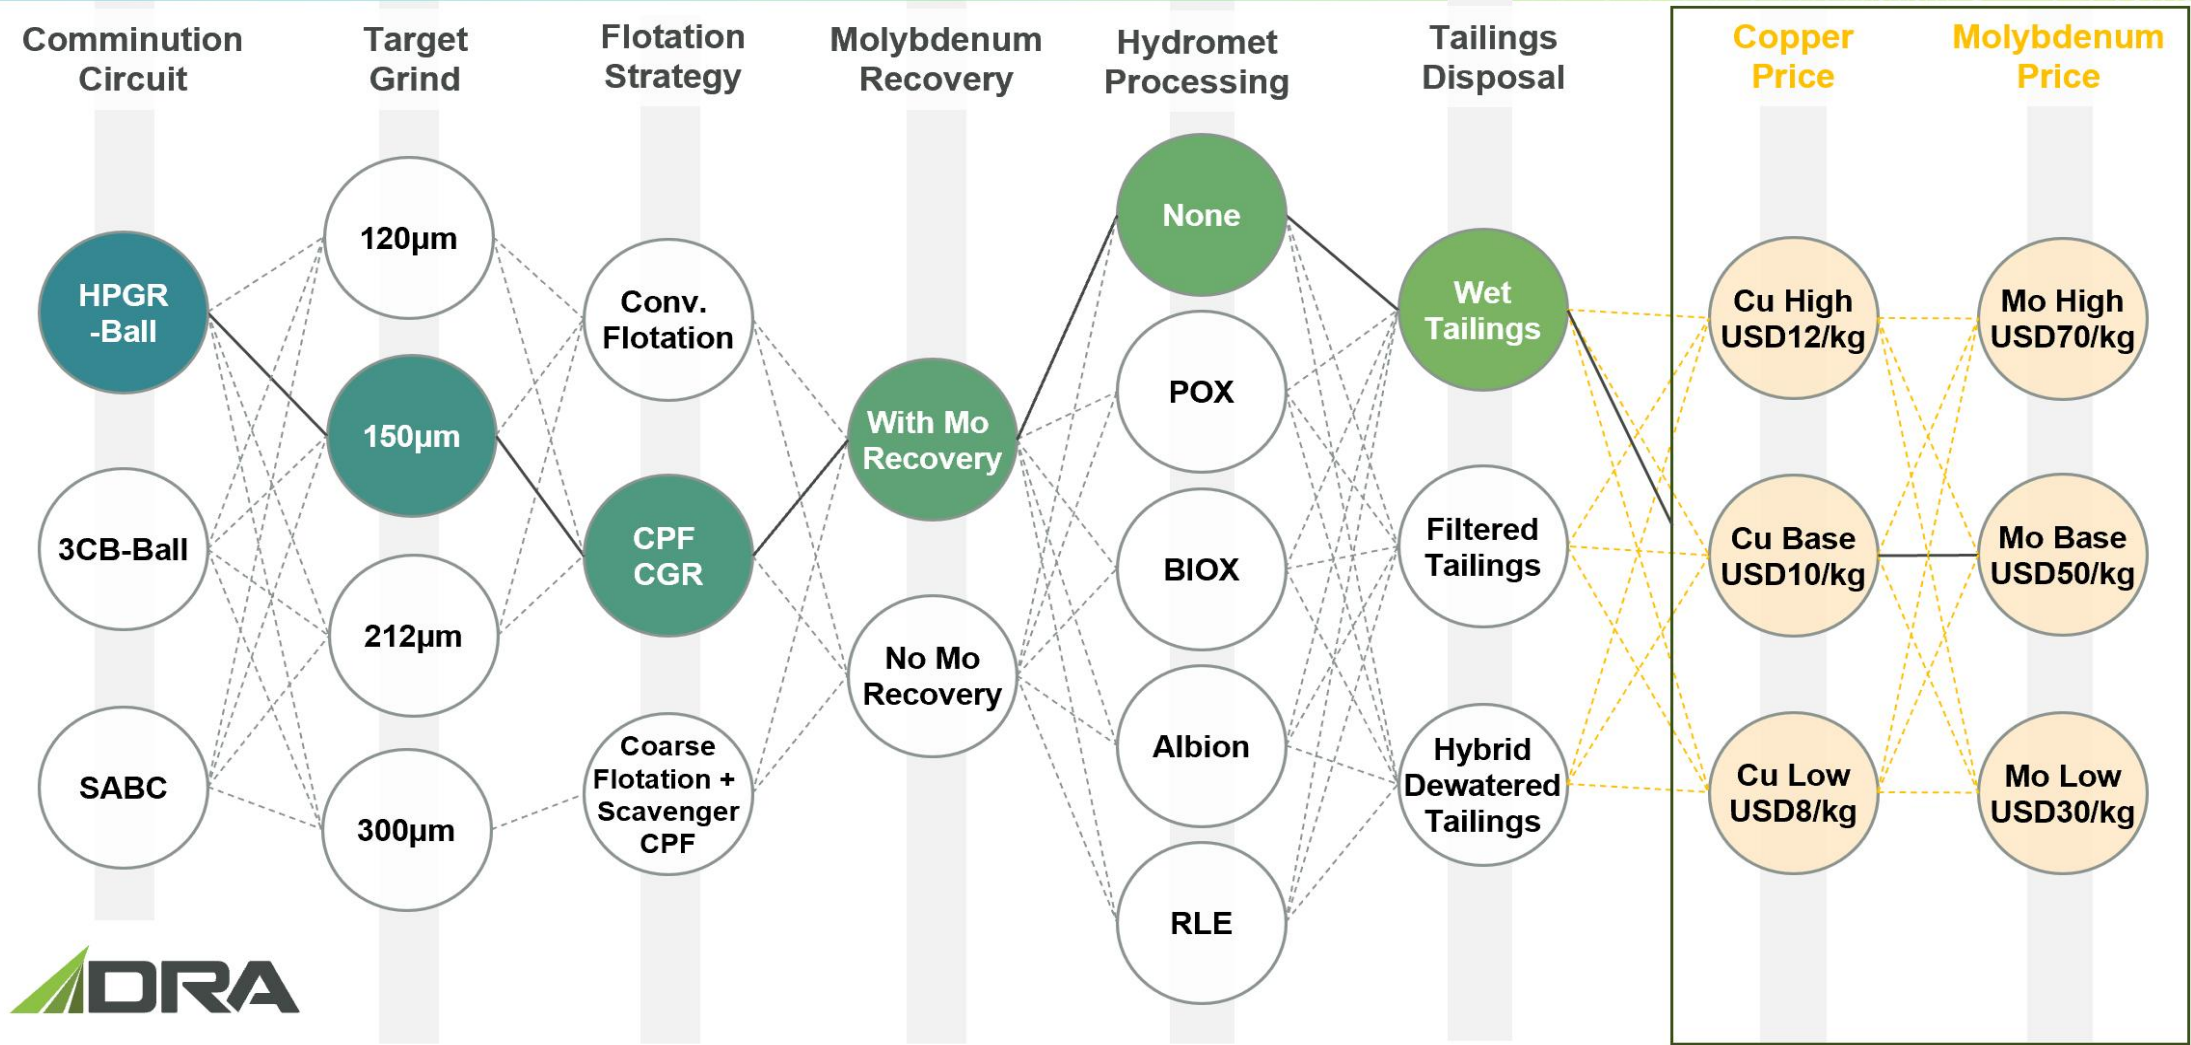 Comminution
Circuit
Target
Grind
Flotation
Strategy
Molybdenum
Recovery
Hydromet
Processing
Tailings
Disposal
Copper
Price
Molybdenum
Price
HPGR
-Ball
3CB-Ball
SABC
120µm
150µm
212µm
300µm
Conv.
Flotation
CPF
CGR
Coarse
Flotation +
Scavenger
CPF
With Mo
Recovery
No Mo
Recovery
None
POX
BIOX
Albion
RLE
Wet
Tailings
Filtered
Tailings
Hybrid
Dewatered
Tailings
Cu High
USD12/kg
Cu Base
USD10/kg
Cu Low
USD8/kg
Mo High
USD70/kg
Mo Base
USD50/kg
Mo Low
USD30/kg
DRA